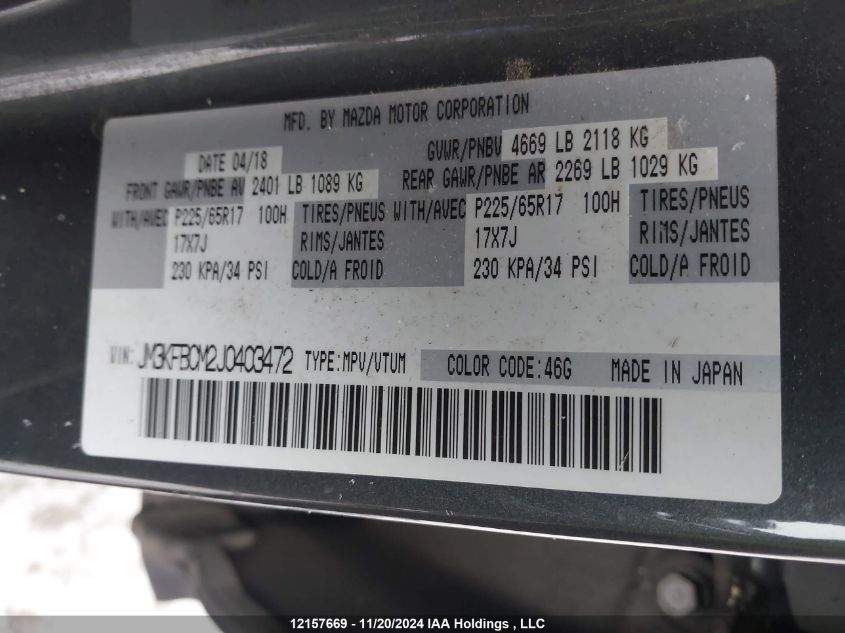 MFD. BY MAZDA MOTOR CORPORATION
DATE 04/18 GVWR/PNBV 4669 LB 2118 KG
FRONT GAWR/PNBE AV 2401 LB 1089 KG REAR GAWR/PNBE AR 2269 LB 1029 KG
WITH/AVEC P225/65R17 100H TIRES/PNEUS WITH/AVEC P225/65R17 100H TIRES/PNEUS
17X7J RIMS/JANTES 17X7J RIMS/JANTES
230 KPA/34 PSI COLD/A FROID 230 KPA/34 PSI COLD/A FROID
VIN: JM3KFBCM2J0403472 TYPE:MPV/VTUM COLOR CODE:46G MADE IN JAPAN
12157669 - 11/20/2024 IAA Holdings , LLC